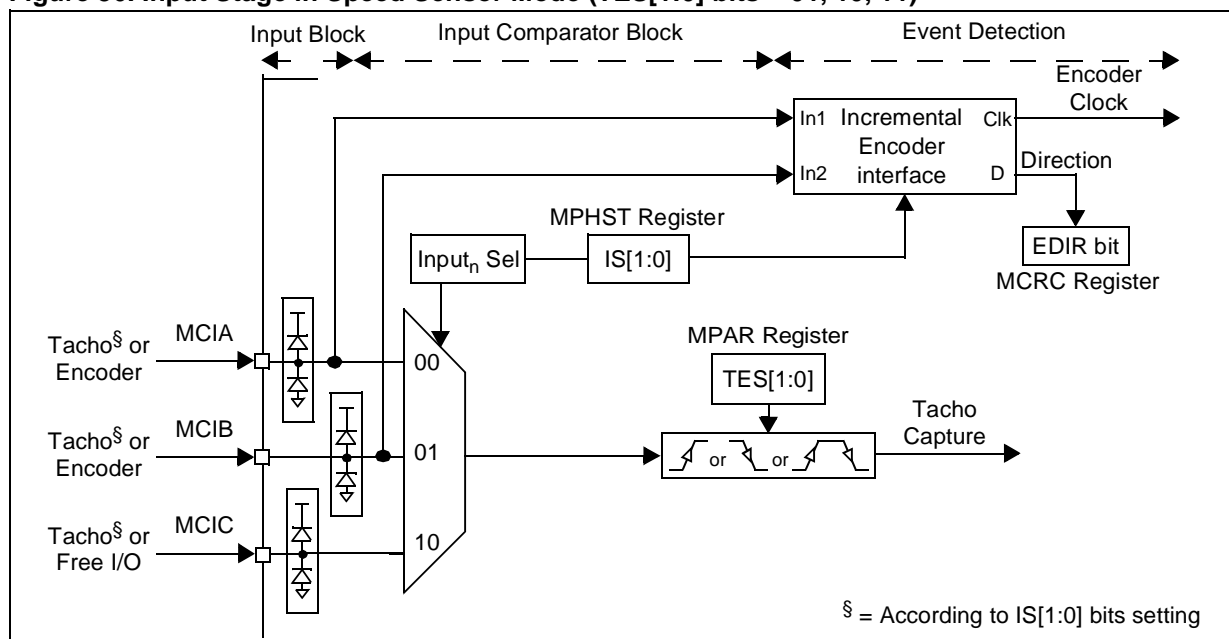 Input Block
Input Comparator Block
Event Detection
Encoder
Clock
In1 Incremental Clk
Encoder
In2 interface D
Direction
MPHST Register
Inputn Sel
IS[1:0]
EDIR bit
MCRC Register
MPAR Register
TES[1:0]
Tacho§ or
Encoder
MCIA
00
Tacho§ or
Encoder
MCIB
01
or or
Tacho
Capture
Tacho§ or
Free I/O
MCIC
10
§ = According to IS[1:0] bits setting